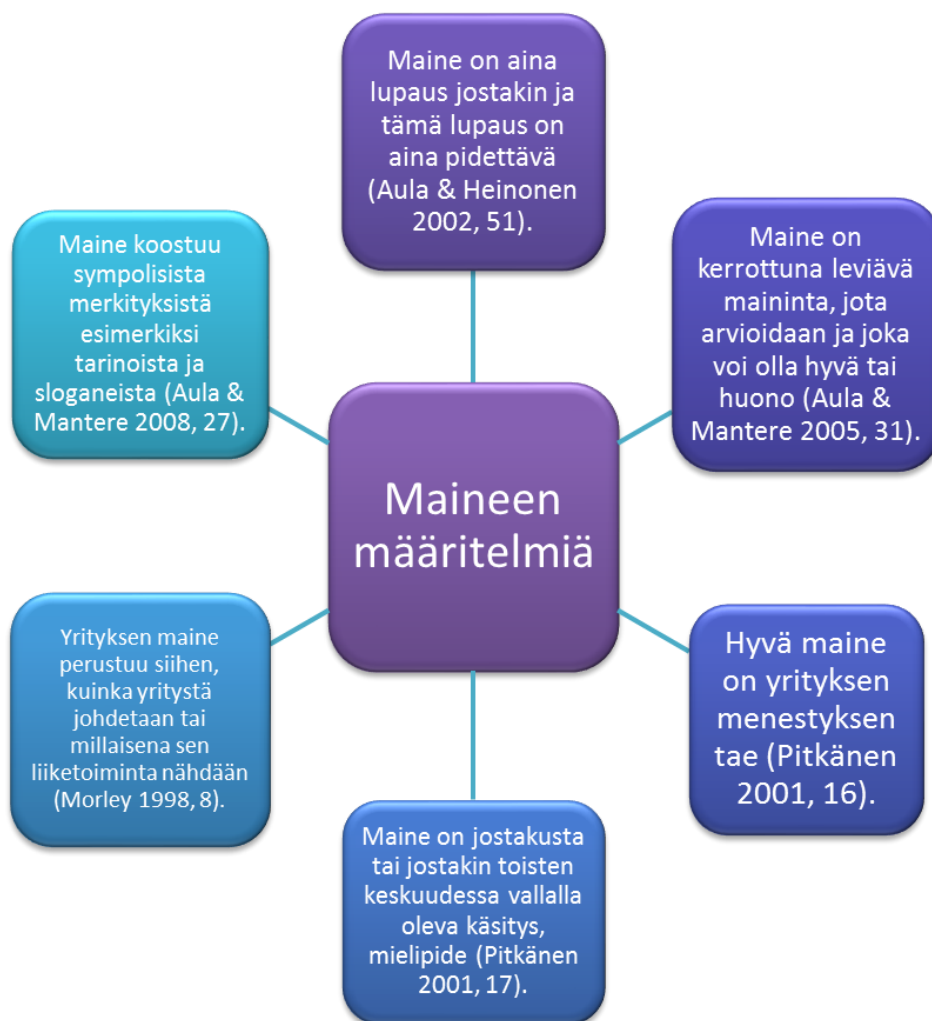 Maine on aina
lupaus jostakin ja
tämä lupaus on
aina pidettävä
(Aula & Heinonen
2002, 51).
Maine on
kerrottuna leviävä
maininta, jota
arvioidaan ja joka
voi olla hyvä tai
huono (Aula &
Mantere 2005, 31).
Hyvä maine
on yrityksen
menestyksen
tae (Pitkänen
2001, 16).
Maine on jostakusta
tai jostakin toisten
keskuudessa vallalla
oleva käsitys,
mielipide (Pitkänen
2001, 17).
Yrityksen maine
perustuu siihen,
kuinka yritystä
johdetaan tai
millaisena sen
liiketoiminta nähdään
(Morley 1998, 8).
Maine koostuu
sympolisista
merkityksistä
esimerkiksi
tarinoista ja
sloganeista (Aula &
Mantere 2008, 27).
Maineen
määritelmiä